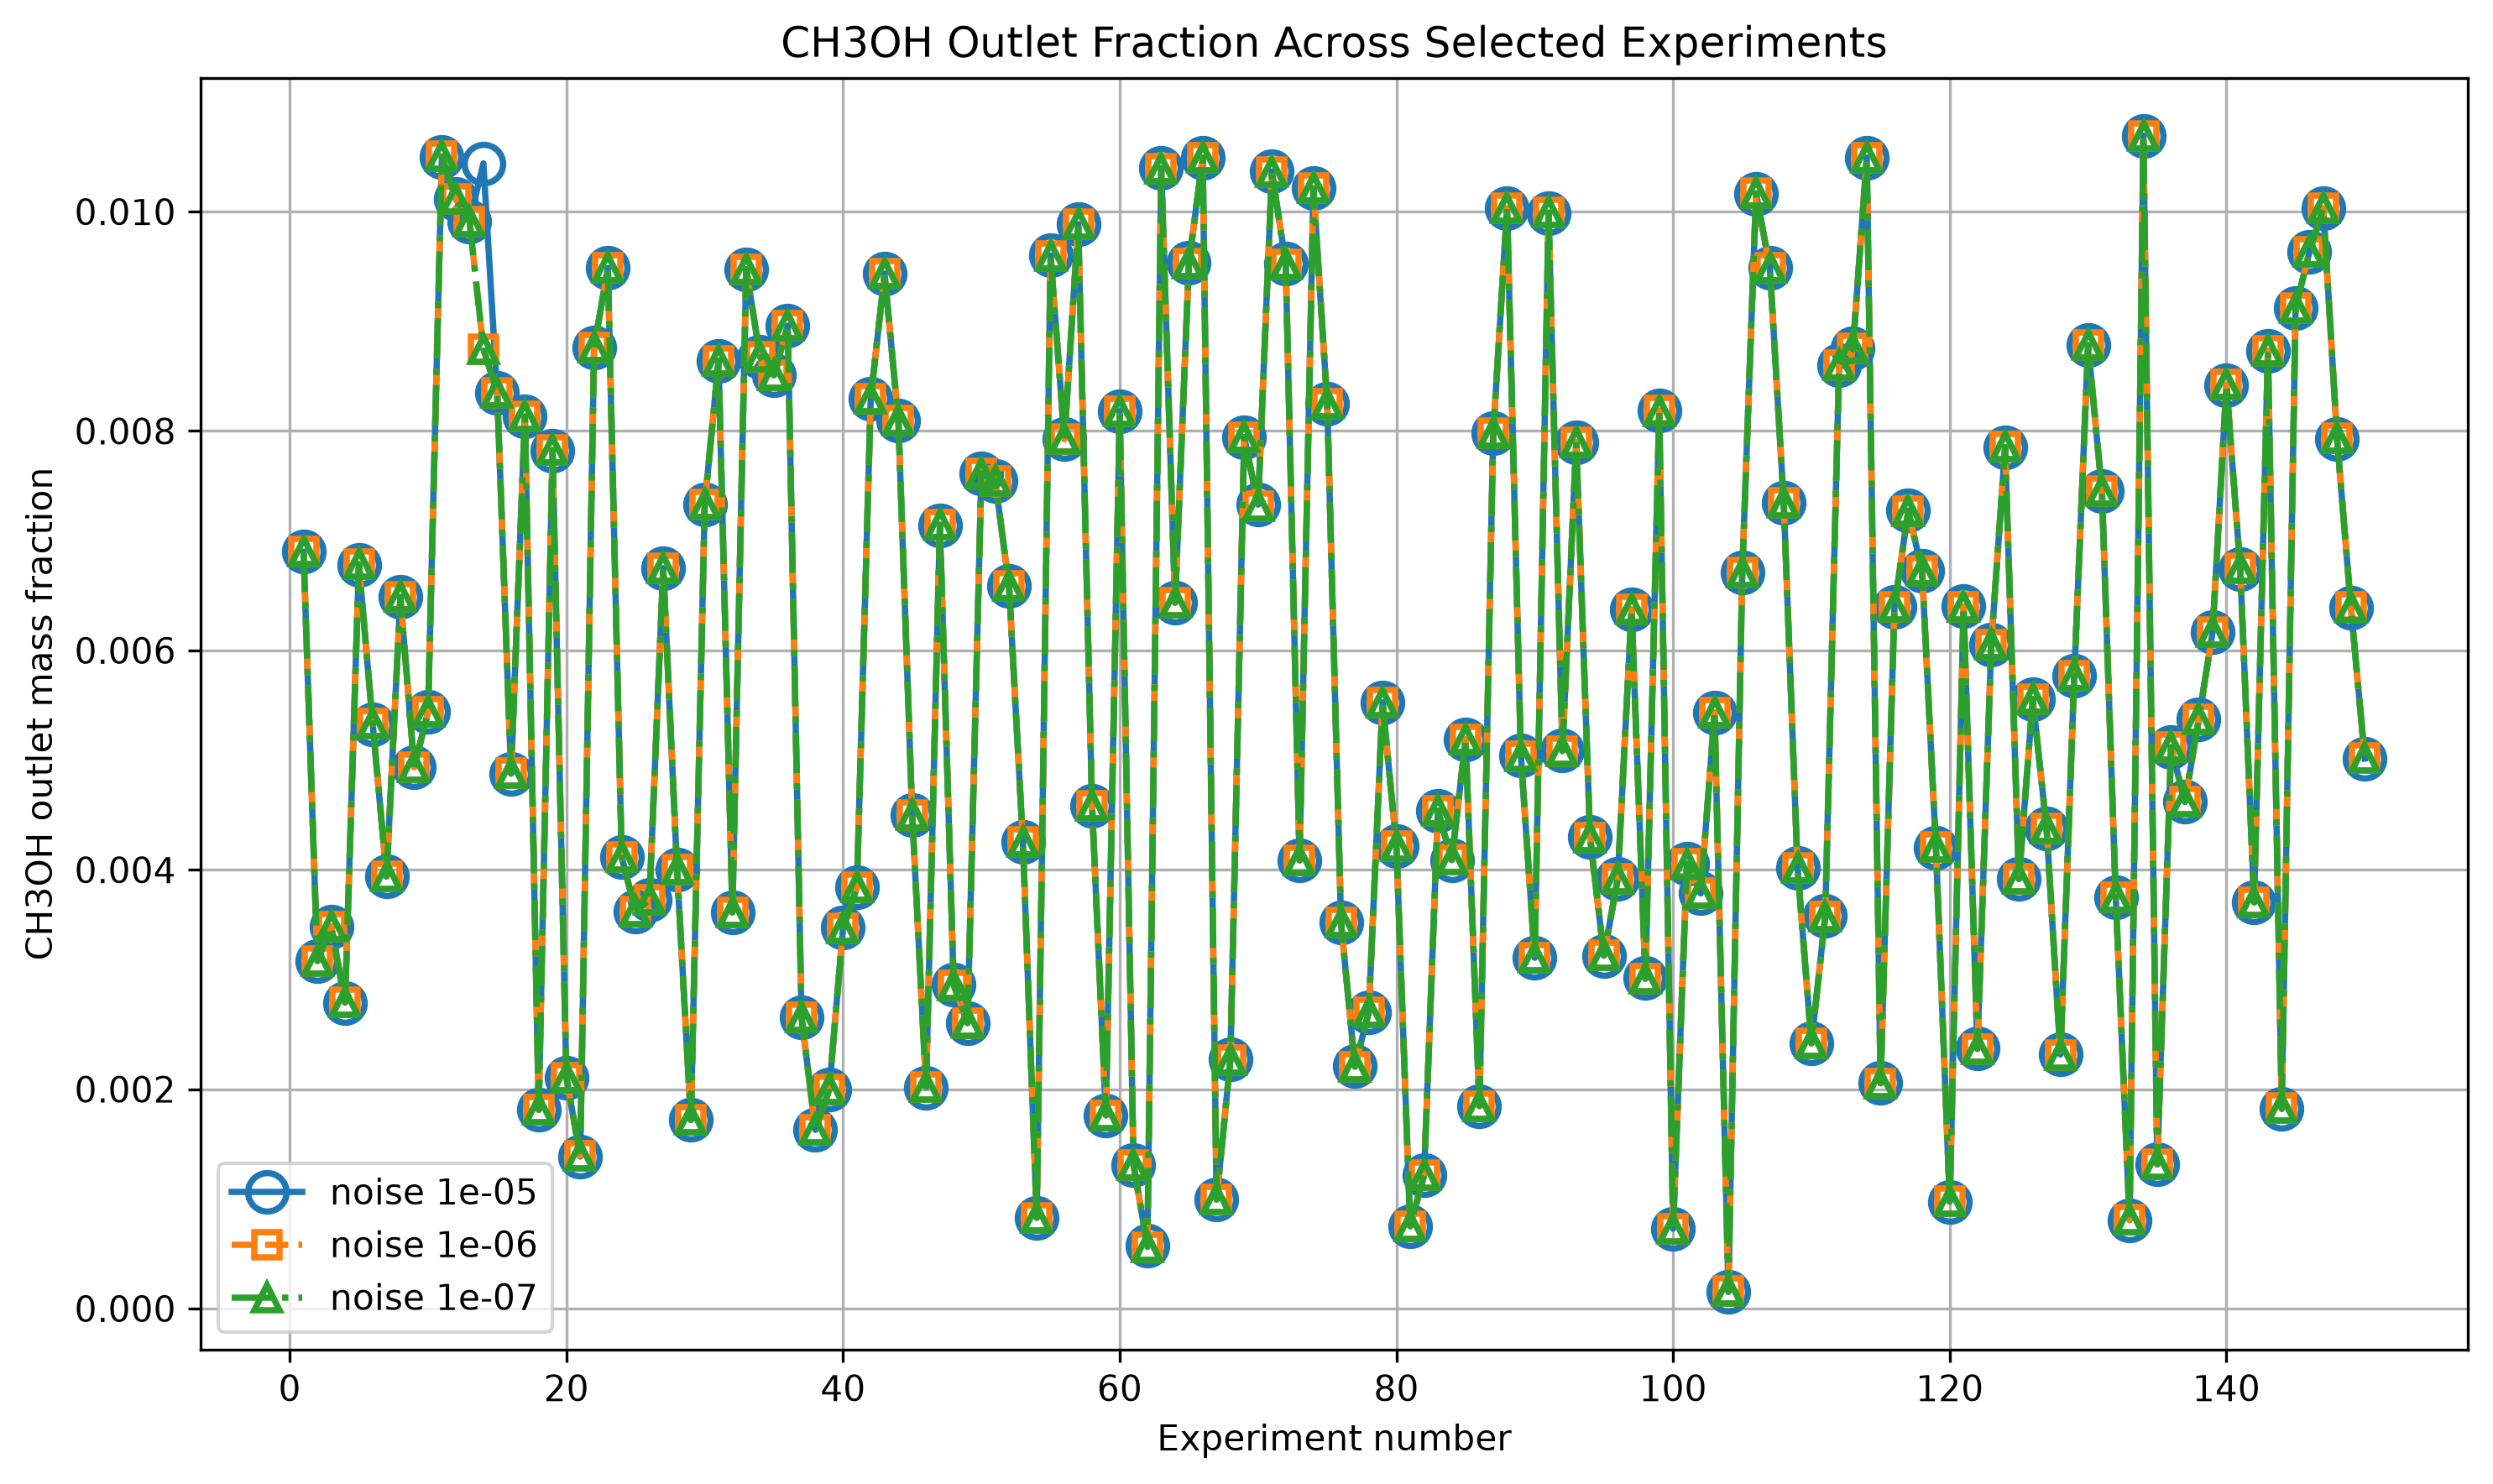 CH3OH Outlet Fraction Across Selected Experiments
CH3OH outlet mass fraction
0.010
0.008
0.006
0.004
0.002
0.000
noise 1e-05
noise 1e-06
noise 1e-07
0 20 40 60 80 100 120 140
Experiment number